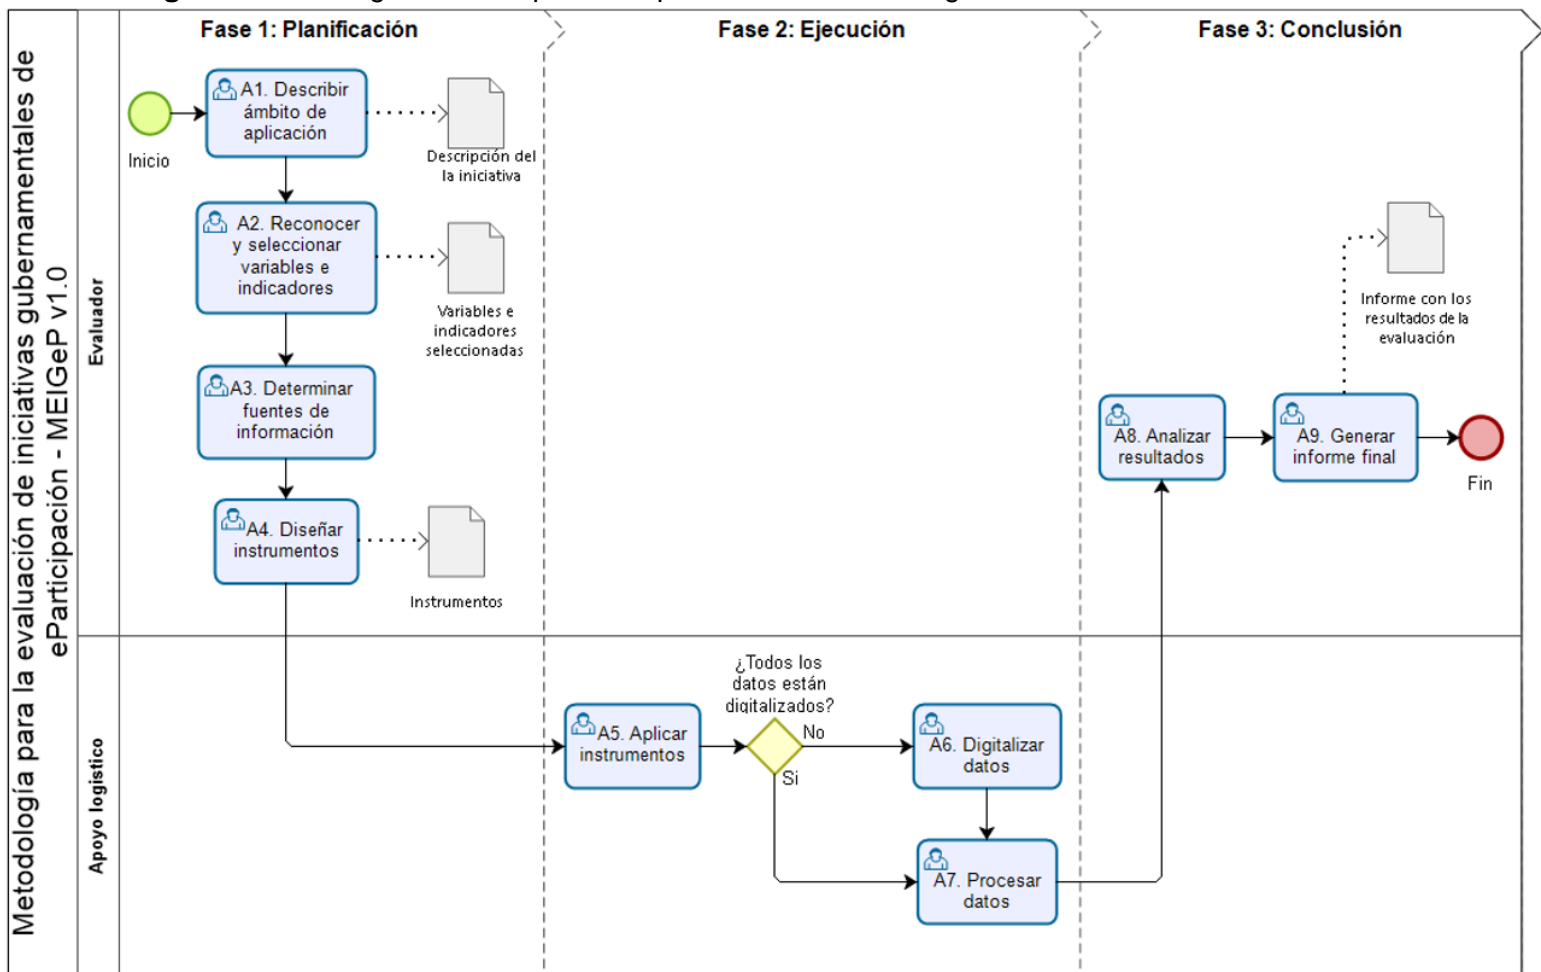 Fase 1: Planificación
Fase 2: Ejecución
Fase 3: Conclusión
Metodología para la evaluación de iniciativas gubernamentales de
eParticipación - MEIGeP v1.0
Evaluador
Inicio
A1. Describir
ámbito de
aplicación
Descripción del
la iniciativa
A2. Reconocer
y seleccionar
variables e
indicadores
Variables e
indicadores
seleccionadas
A3. Determinar
fuentes de
información
A4. Diseñar
instrumentos
Instrumentos
Informe con los
resultados de la
evaluación
A8. Analizar
resultados
A9. Generar
informe final
Fin
Apoyo logístico
A5. Aplicar
instrumentos
¿Todos los
datos están
digitalizados?
No
Si
A6. Digitalizar
datos
A7. Procesar
datos